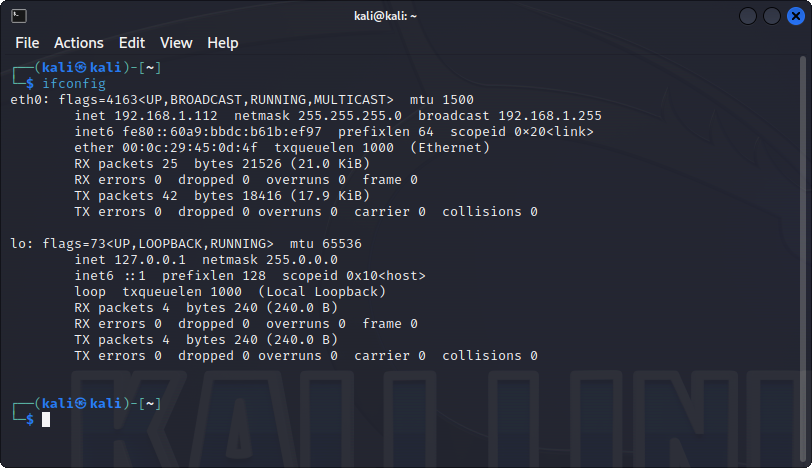 kali@kali: ~
File Actions Edit View Help
┌──(kali㉿kali)-[~]
└─$ ifconfig
eth0: flags=4163<UP,BROADCAST,RUNNING,MULTICAST>  mtu 1500
        inet 192.168.1.112  netmask 255.255.255.0  broadcast 192.168.1.255
        inet6 fe80::60a9:bbdc:b61b:ef97  prefixlen 64  scopeid 0×20<link>
        ether 00:0c:29:45:0d:4f  txqueuelen 1000  (Ethernet)
        RX packets 25  bytes 21526 (21.0 KiB)
        RX errors 0  dropped 0  overruns 0  frame 0
        TX packets 42  bytes 18416 (17.9 KiB)
        TX errors 0  dropped 0 overruns 0  carrier 0  collisions 0

lo: flags=73<UP,LOOPBACK,RUNNING>  mtu 65536
        inet 127.0.0.1  netmask 255.0.0.0
        inet6 ::1  prefixlen 128  scopeid 0x10<host>
        loop  txqueuelen 1000  (Local Loopback)
        RX packets 4  bytes 240 (240.0 B)
        RX errors 0  dropped 0  overruns 0  frame 0
        TX packets 4  bytes 240 (240.0 B)
        TX errors 0  dropped 0 overruns 0  carrier 0  collisions 0

┌──(kali㉿kali)-[~]
└─$
KALI LINU